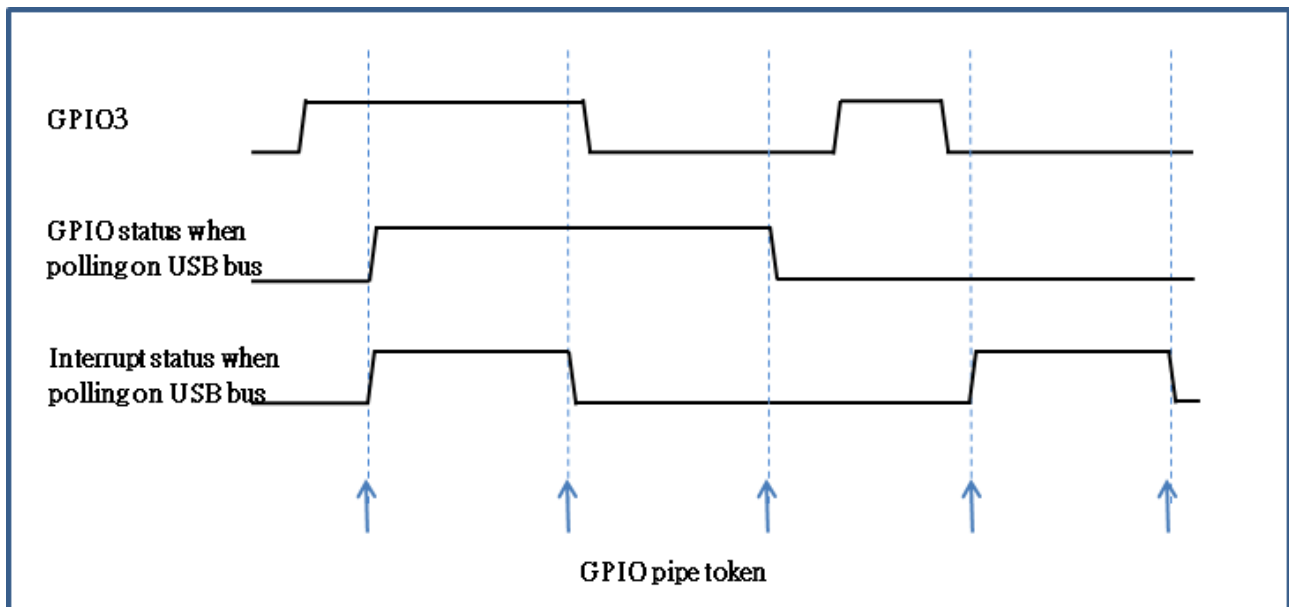 GPIO3
GPIO status when
polling on USB bus
Interrupt status when
polling on USB bus
GPIO pipe token